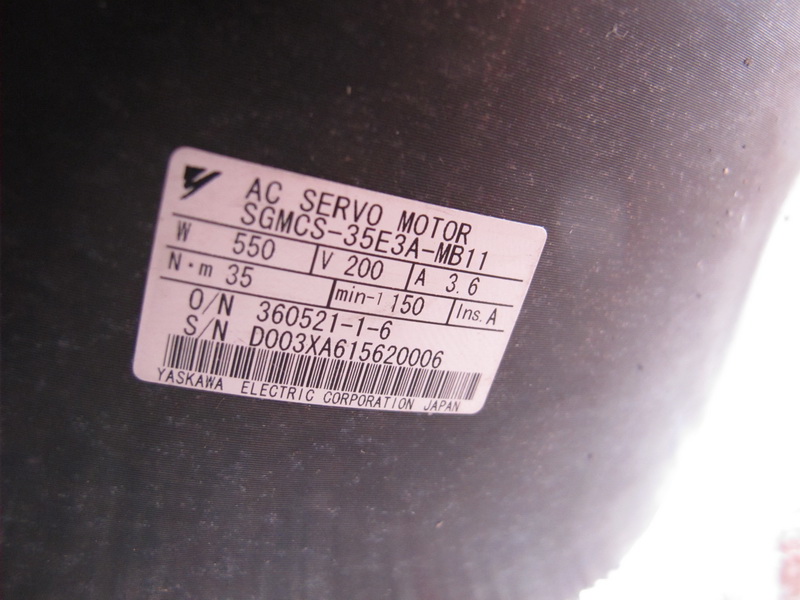 AC SERVO MOTOR
SGMCS-35E3A-MB11
W 550 V 200 A 3.6
N·m 35 min-1 150 Ins. A
O/N 360521-1-6
S/N D003XA615620006
YASKAWA ELECTRIC CORPORATION JAPAN